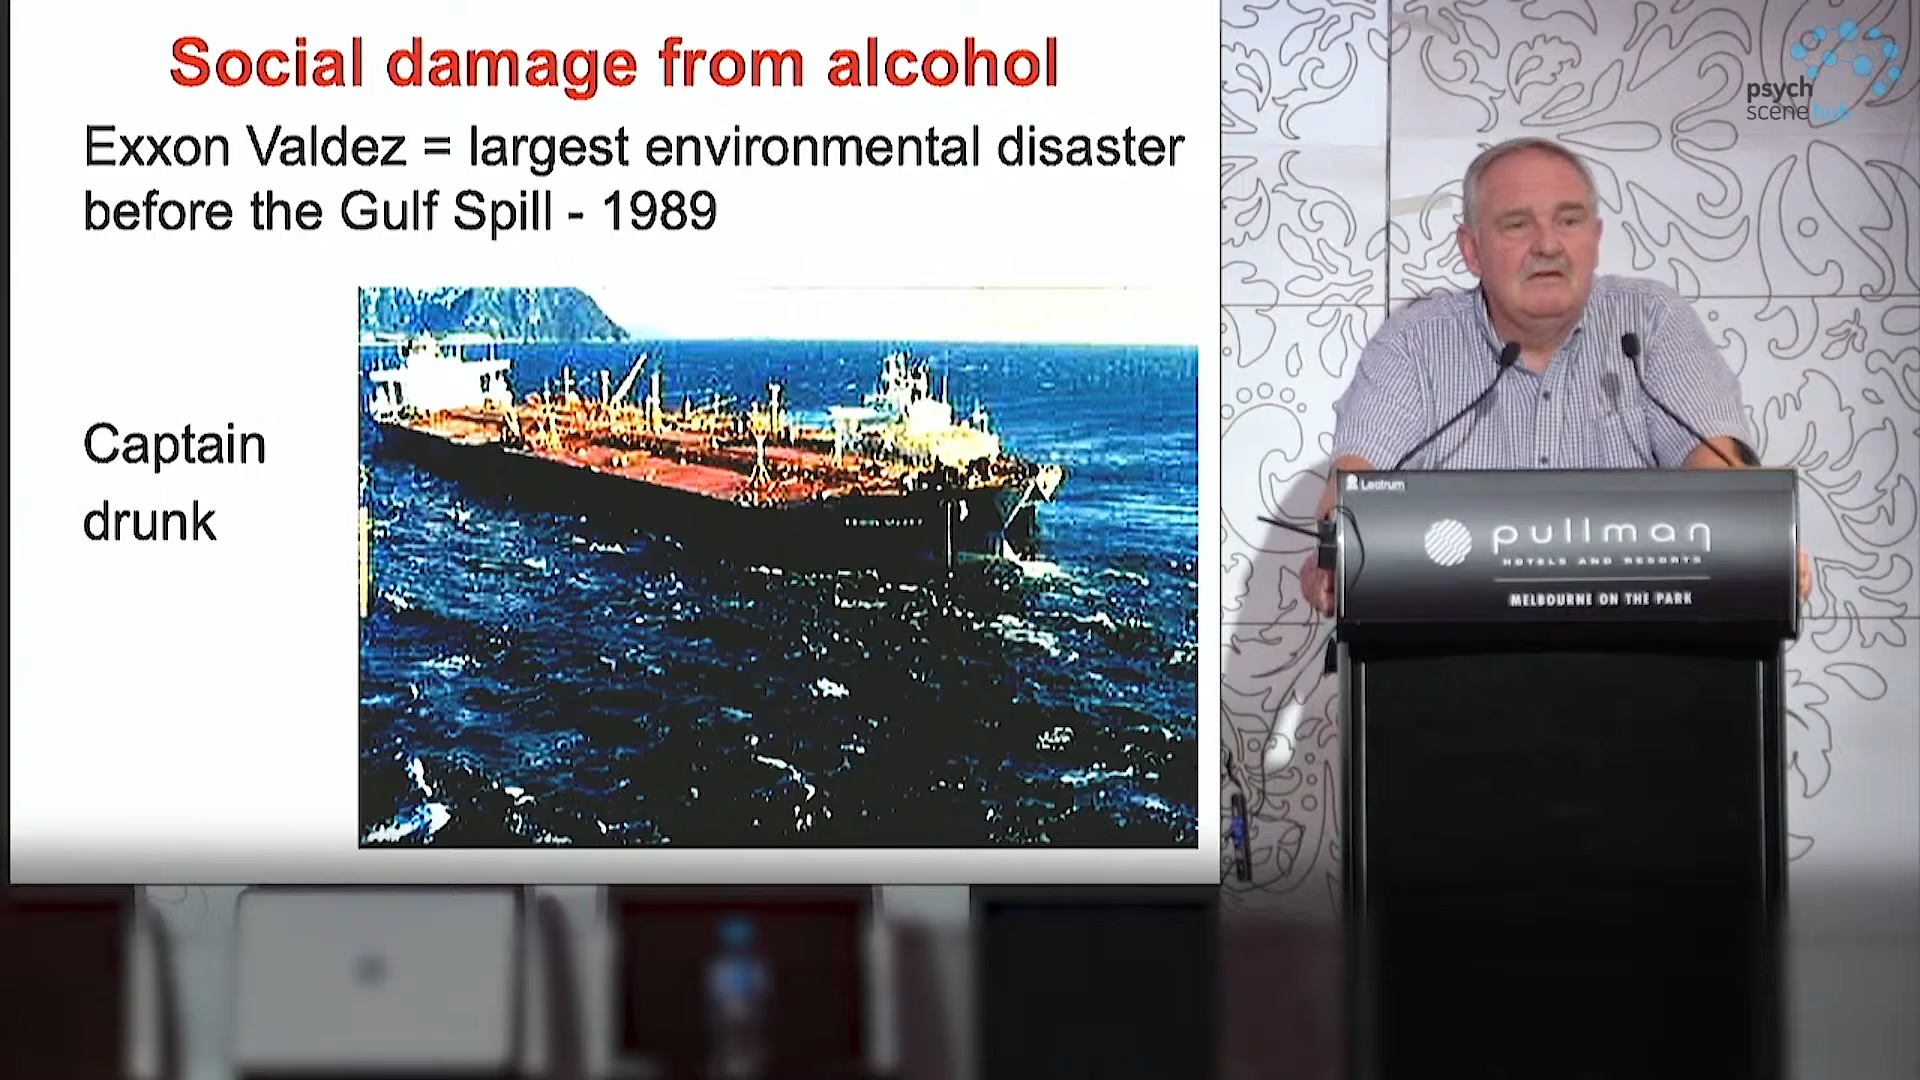 Social damage from alcohol
Exxon Valdez = largest environmental disaster
before the Gulf Spill - 1989
Captain
drunk
psych
scene hub
Lectrum
pullman
HOTELS AND RESORTS
MELBOURNE ON THE PARK